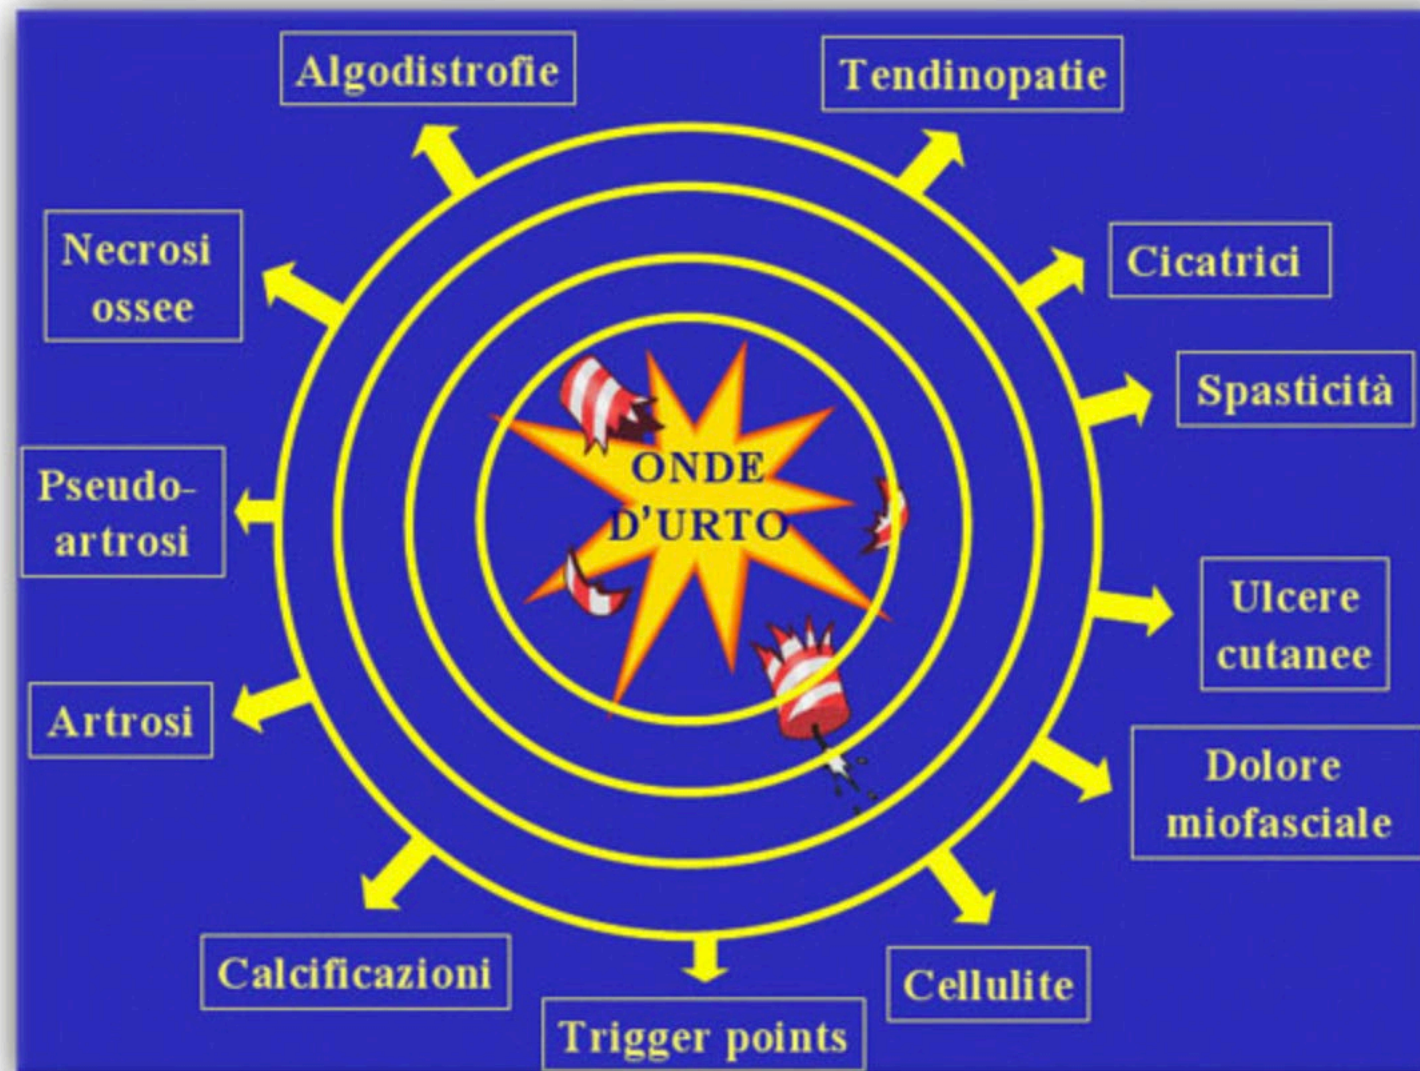 Algodistrofie
Tendinopatie
Necrosi
ossee
Cicatrici
Spasticità
Pseudo-
artrosi
ONDE
D'URTO
Ulcere
cutanee
Artrosi
Dolore
miofasciale
Calcificazioni
Cellulite
Trigger points